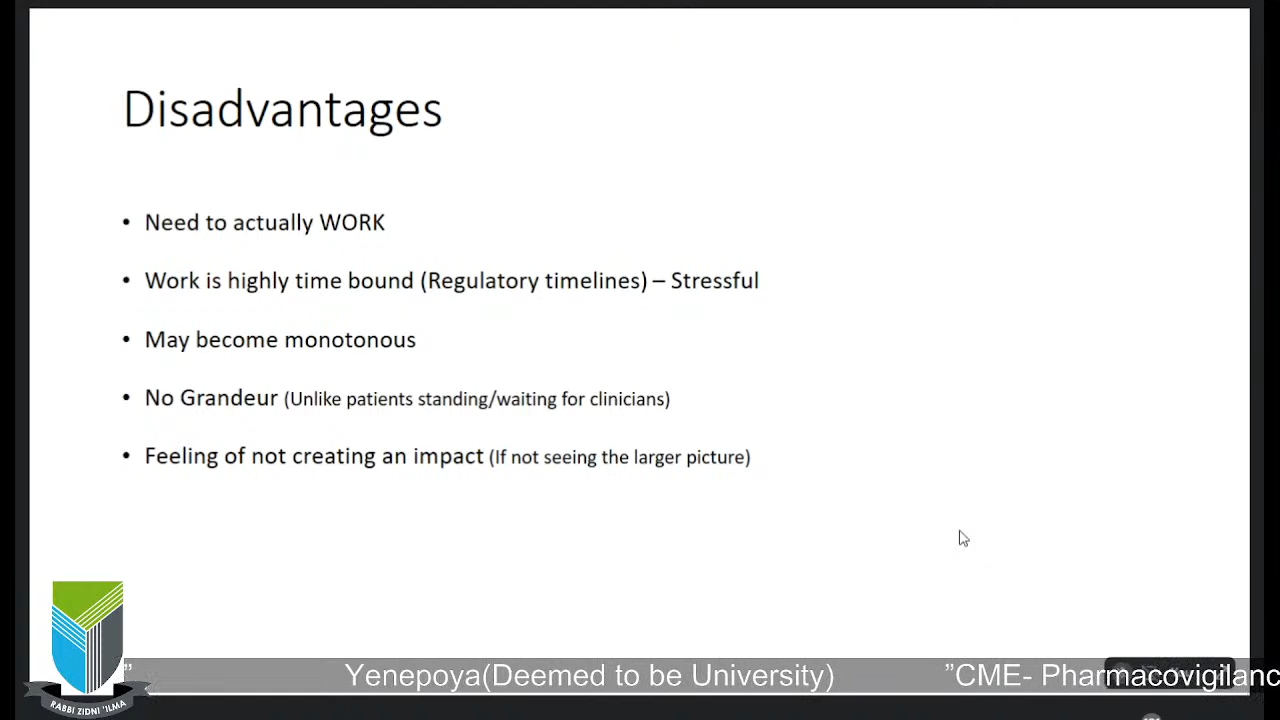 Disadvantages
• Need to actually WORK
• Work is highly time bound (Regulatory timelines) – Stressful
• May become monotonous
• No Grandeur (Unlike patients standing/waiting for clinicians)
• Feeling of not creating an impact (If not seeing the larger picture)
” Yenepoya(Deemed to be University) ”CME- Pharmacovigilanc
RABBI ZIDNI 'ILMA